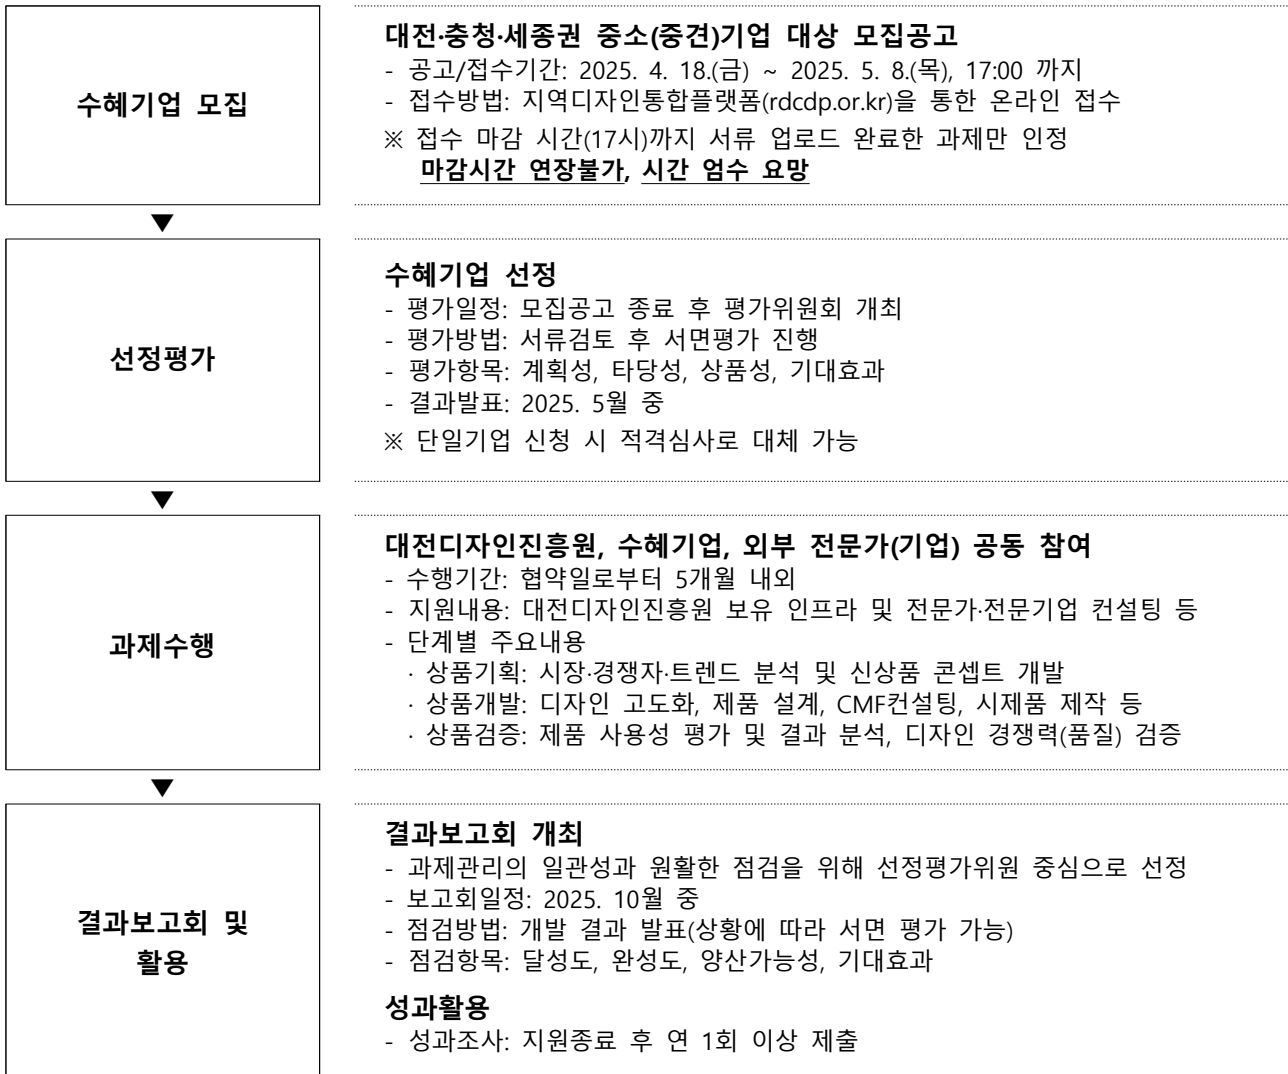 수혜기업 모집
대전·충청·세종권 중소(중견)기업 대상 모집공고
- 공고/접수기간: 2025. 4. 18.(금) ~ 2025. 5. 8.(목), 17:00 까지
- 접수방법: 지역디자인통합플랫폼(rdcdp.or.kr)을 통한 온라인 접수
※ 접수 마감 시간(17시)까지 서류 업로드 완료한 과제만 인정
마감시간 연장불가, 시간 엄수 요망
▼
선정평가
수혜기업 선정
- 평가일정: 모집공고 종료 후 평가위원회 개최
- 평가방법: 서류검토 후 서면평가 진행
- 평가항목: 계획성, 타당성, 상품성, 기대효과
- 결과발표: 2025. 5월 중
※ 단일기업 신청 시 적격심사로 대체 가능
▼
과제수행
대전디자인진흥원, 수혜기업, 외부 전문가(기업) 공동 참여
- 수행기간: 협약일로부터 5개월 내외
- 지원내용: 대전디자인진흥원 보유 인프라 및 전문가·전문기업 컨설팅 등
- 단계별 주요내용
· 상품기획: 시장·경쟁자·트렌드 분석 및 신상품 콘셉트 개발
· 상품개발: 디자인 고도화, 제품 설계, CMF컨설팅, 시제품 제작 등
· 상품검증: 제품 사용성 평가 및 결과 분석, 디자인 경쟁력(품질) 검증
▼
결과보고회 및
활용
결과보고회 개최
- 과제관리의 일관성과 원활한 점검을 위해 선정평가위원 중심으로 선정
- 보고회일정: 2025. 10월 중
- 점검방법: 개발 결과 발표(상황에 따라 서면 평가 가능)
- 점검항목: 달성도, 완성도, 양산가능성, 기대효과
성과활용
- 성과조사: 지원종료 후 연 1회 이상 제출